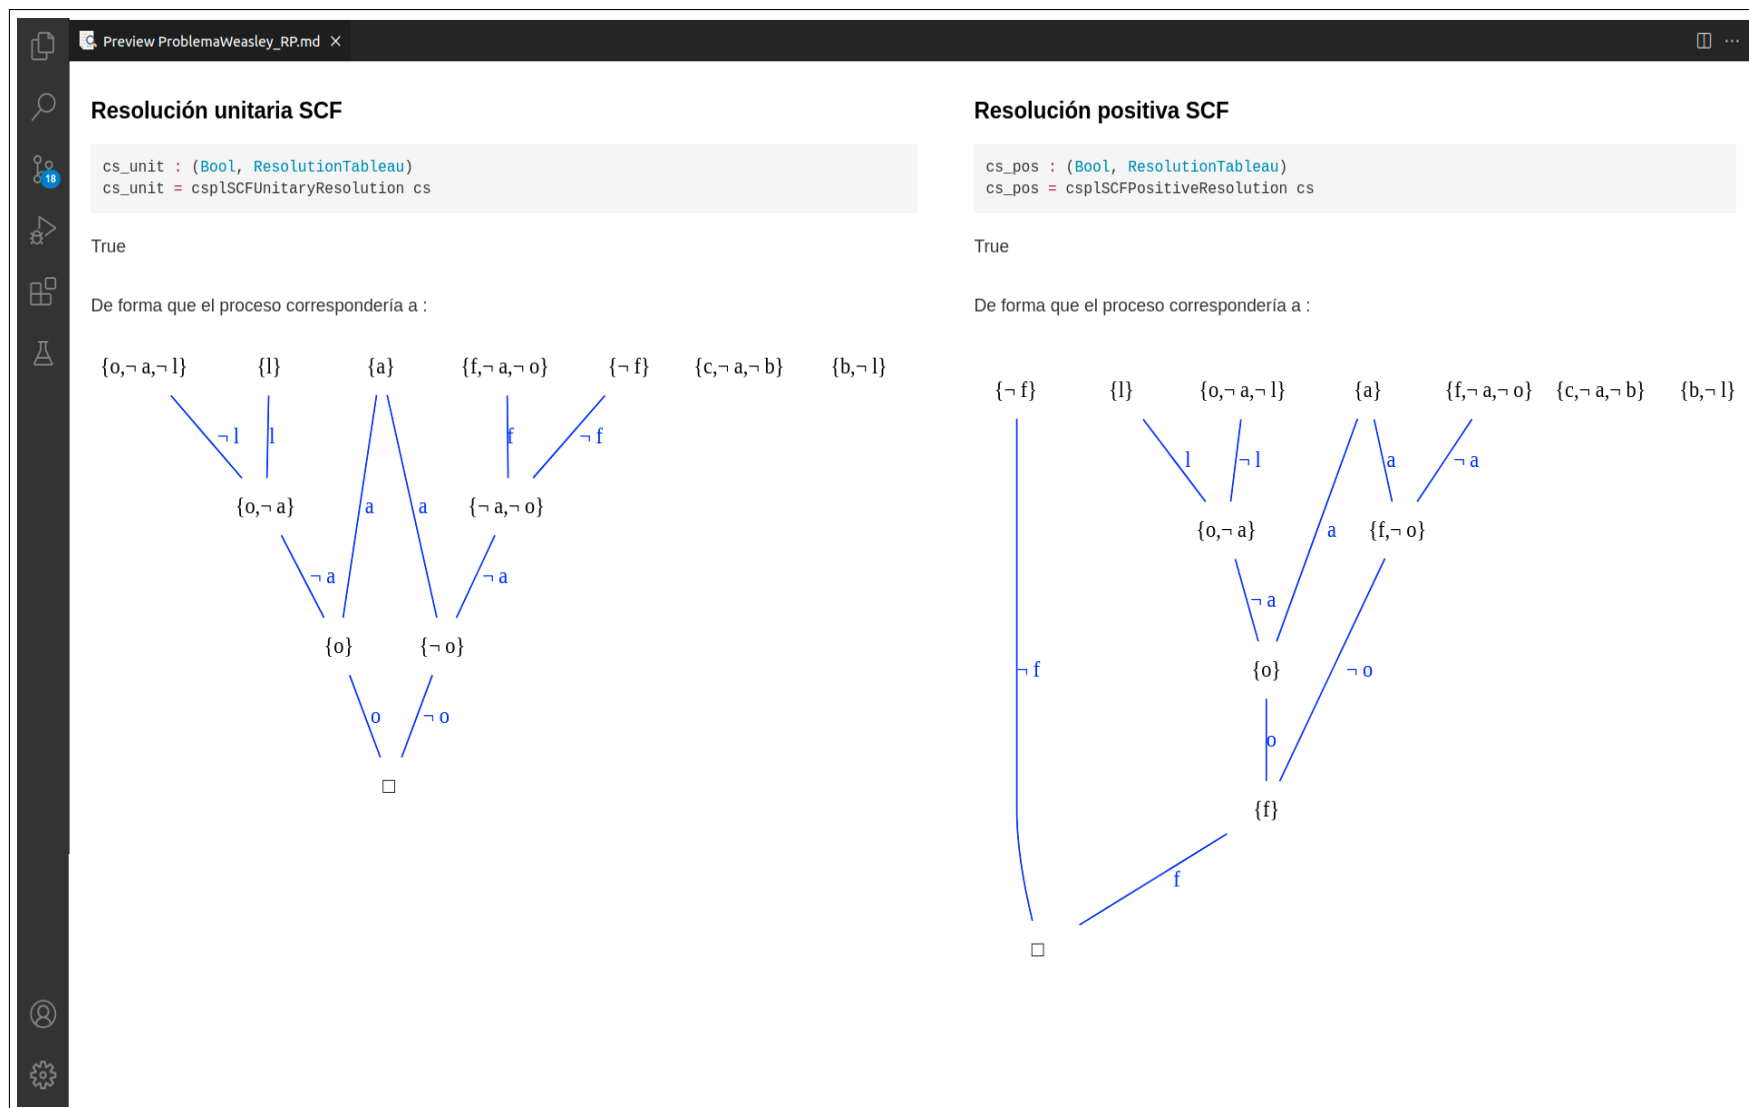 Preview ProblemaWeasley_RP.md ×
18
Resolución unitaria SCF
cs_unit : (Bool, ResolutionTableau)
cs_unit = csplSCFUnitaryResolution cs
True
De forma que el proceso correspondería a :
{o,¬ a,¬ l} {l} {a} {f,¬ a,¬ o} {¬ f} {c,¬ a,¬ b} {b,¬ l}
¬ l l f ¬ f
{o,¬ a} a a {¬ a,¬ o}
¬ a ¬ a
{o} {¬ o}
o ¬ o
□
Resolución positiva SCF
cs_pos : (Bool, ResolutionTableau)
cs_pos = csplSCFPositiveResolution cs
True
De forma que el proceso correspondería a :
{¬ f} {l} {o,¬ a,¬ l} {a} {f,¬ a,¬ o} {c,¬ a,¬ b} {b,¬ l}
l ¬ l a ¬ a
{o,¬ a} a {f,¬ o}
¬ a
¬ f {o} ¬ o
o
{f}
f
□